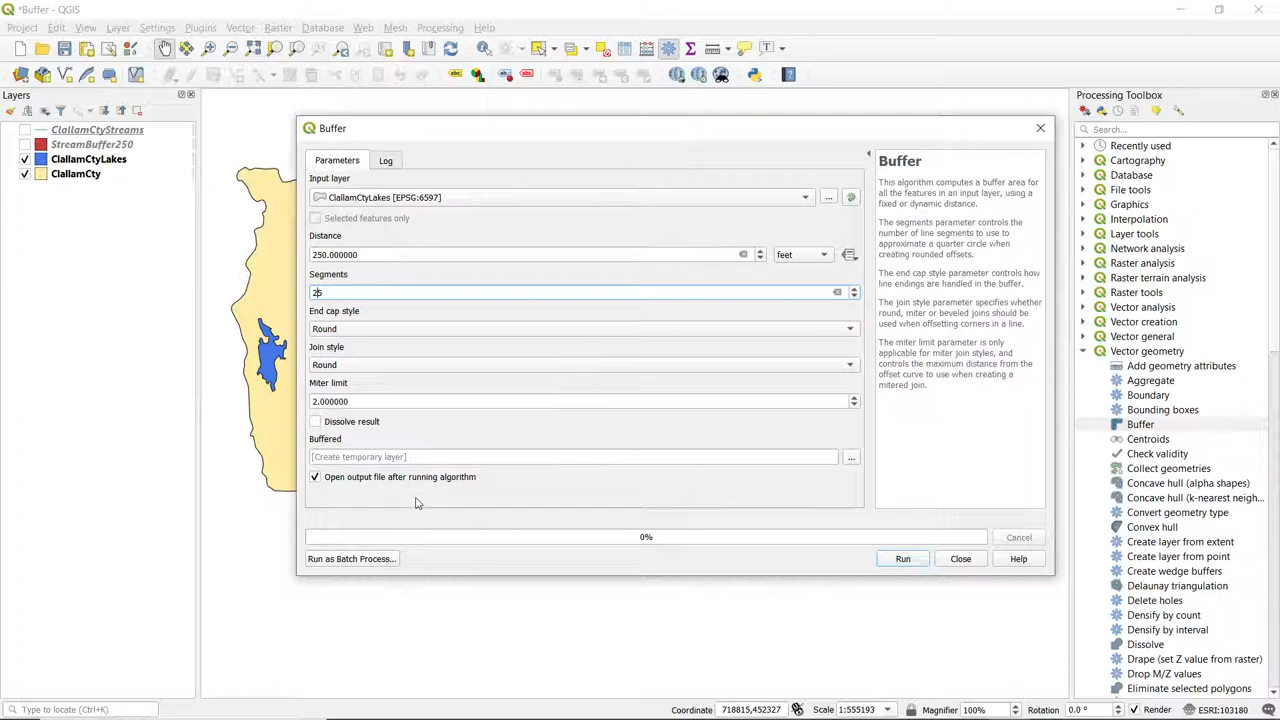 *Buffer - QGIS
Project Edit View Layer Settings Plugins Vector Raster Database Web Mesh Processing Help
Layers
ClallamCtyStreams
StreamBuffer250
ClallamCtyLakes
ClallamCty
Buffer
Parameters Log
Input layer
ClallamCtyLakes [EPSG:6597]
...
Selected features only
Distance
250.000000
feet
Segments
25
End cap style
Round
Join style
Round
Miter limit
2.000000
Dissolve result
Buffered
[Create temporary layer]
...
Open output file after running algorithm
0%
Cancel
Run as Batch Process...
Run
Close
Help
Buffer
This algorithm computes a buffer area for
all the features in an input layer, using a
fixed or dynamic distance.
The segments parameter controls the
number of line segments to use to
approximate a quarter circle when
creating rounded offsets.
The end cap style parameter controls how
line endings are handled in the buffer.
The join style parameter specifies whether
round, miter or beveled joins should be
used when offsetting corners in a line.
The miter limit parameter is only
applicable for miter join styles, and
controls the maximum distance from the
offset curve to use when creating a
mitered join.
Processing Toolbox
Search...
Recently used
Cartography
Database
File tools
Graphics
Interpolation
Layer tools
Network analysis
Raster analysis
Raster terrain analysis
Raster tools
Vector analysis
Vector creation
Vector general
Vector geometry
Add geometry attributes
Aggregate
Boundary
Bounding boxes
Buffer
Centroids
Check validity
Collect geometries
Concave hull (alpha shapes)
Concave hull (k-nearest neigh...
Convert geometry type
Convex hull
Create layer from extent
Create layer from point
Create wedge buffers
Delaunay triangulation
Delete holes
Densify by count
Densify by interval
Dissolve
Drape (set Z value from raster)
Drop M/Z values
Eliminate selected polygons
Type to locate (Ctrl+K)
Coordinate 718815,452327
Scale 1:555193
Magnifier 100%
Rotation 0.0 °
Render
ESRI:103180